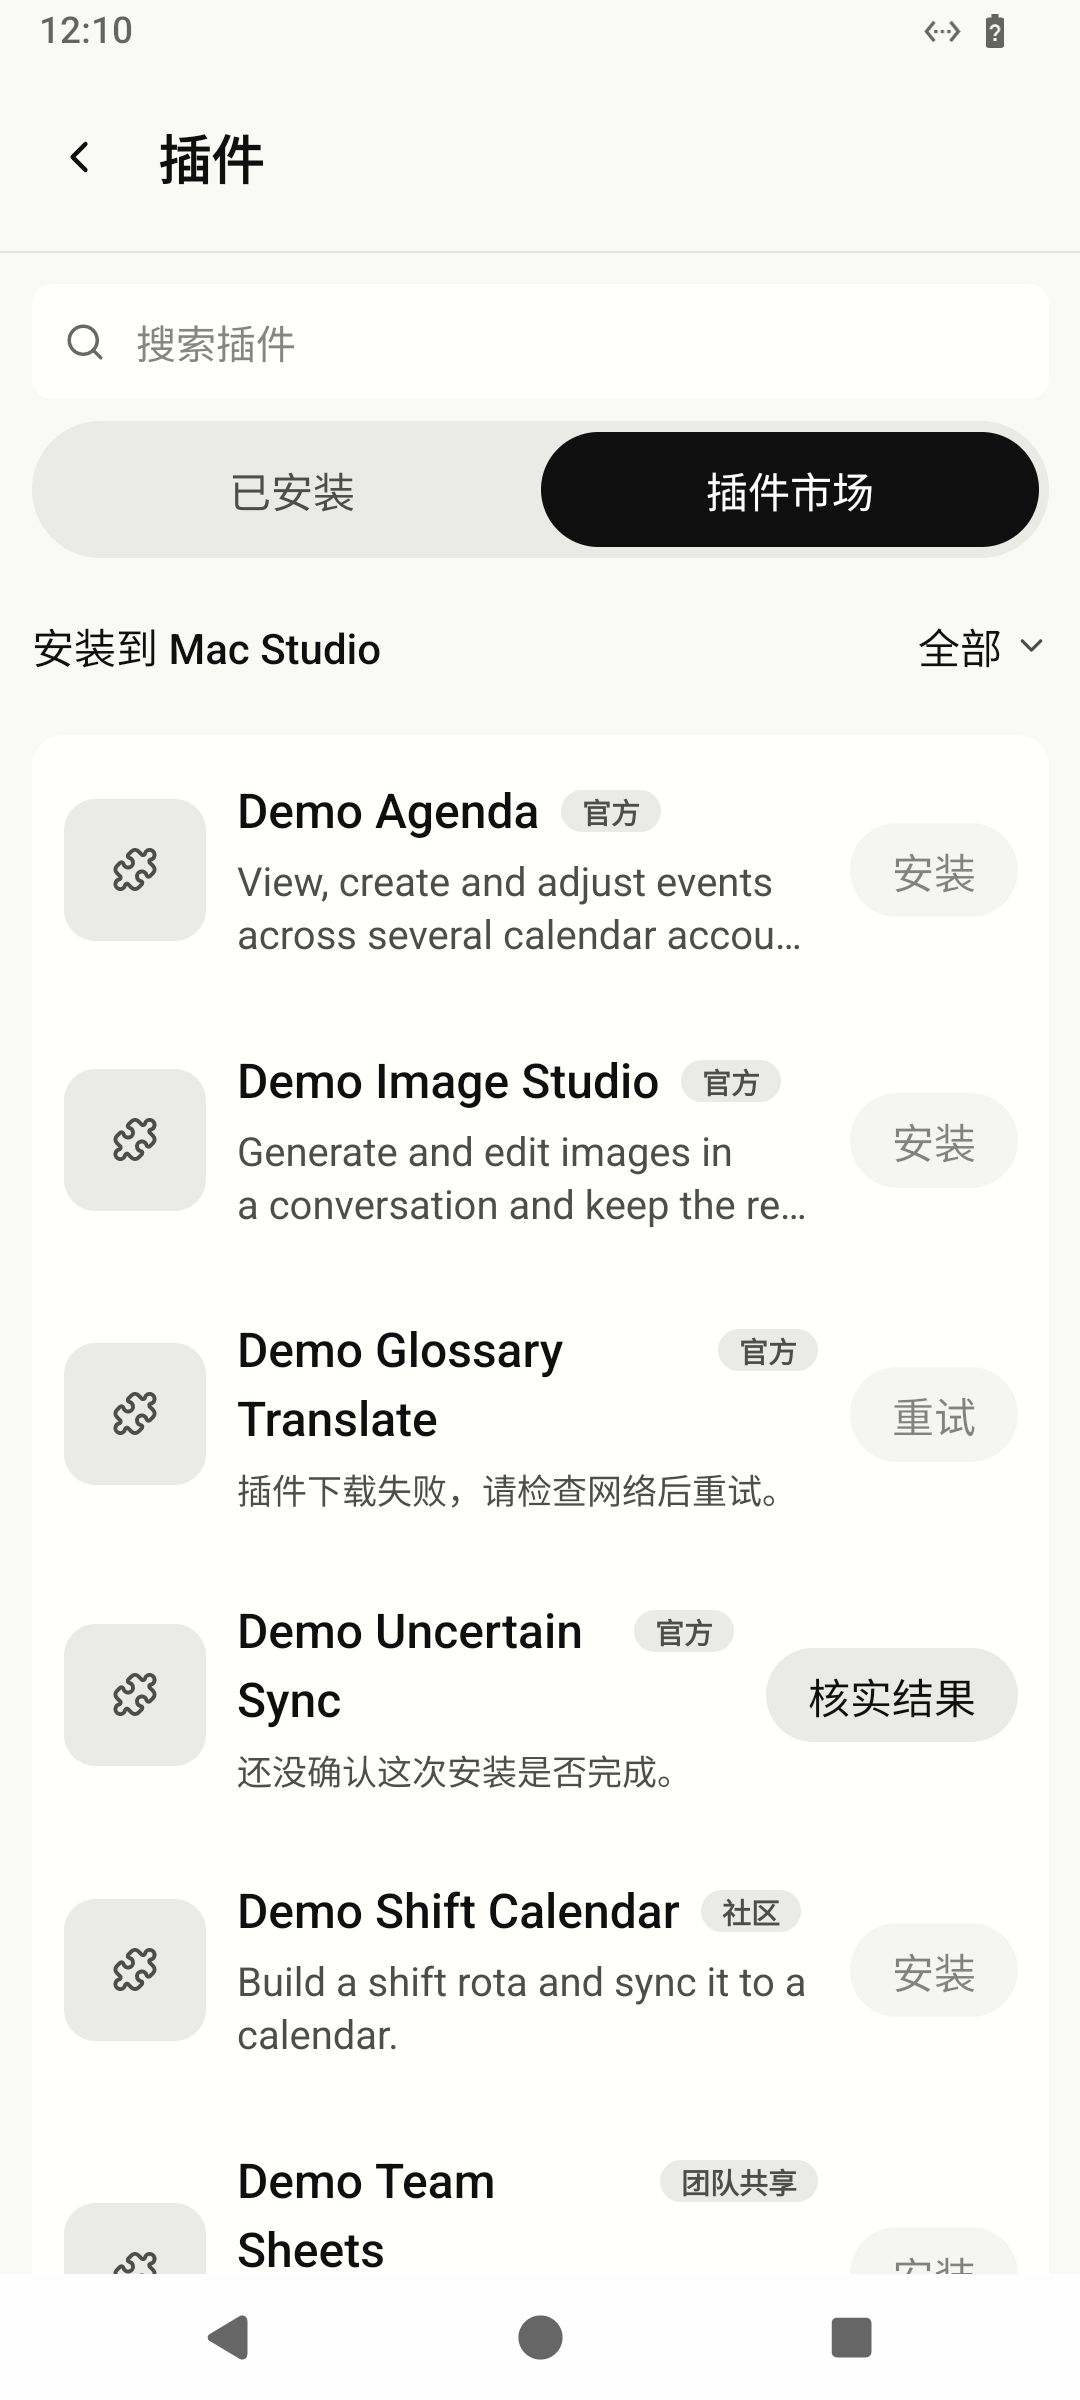 12:10
插件
搜索插件
已安装
插件市场
安装到 Mac Studio
全部
Demo Agenda
官方
View, create and adjust events
across several calendar accou…
安装
Demo Image Studio
官方
Generate and edit images in
a conversation and keep the re…
安装
Demo Glossary
Translate
官方
插件下载失败，请检查网络后重试。
重试
Demo Uncertain
Sync
官方
还没确认这次安装是否完成。
核实结果
Demo Shift Calendar
社区
Build a shift rota and sync it to a
calendar.
安装
Demo Team
Sheets
团队共享
安装